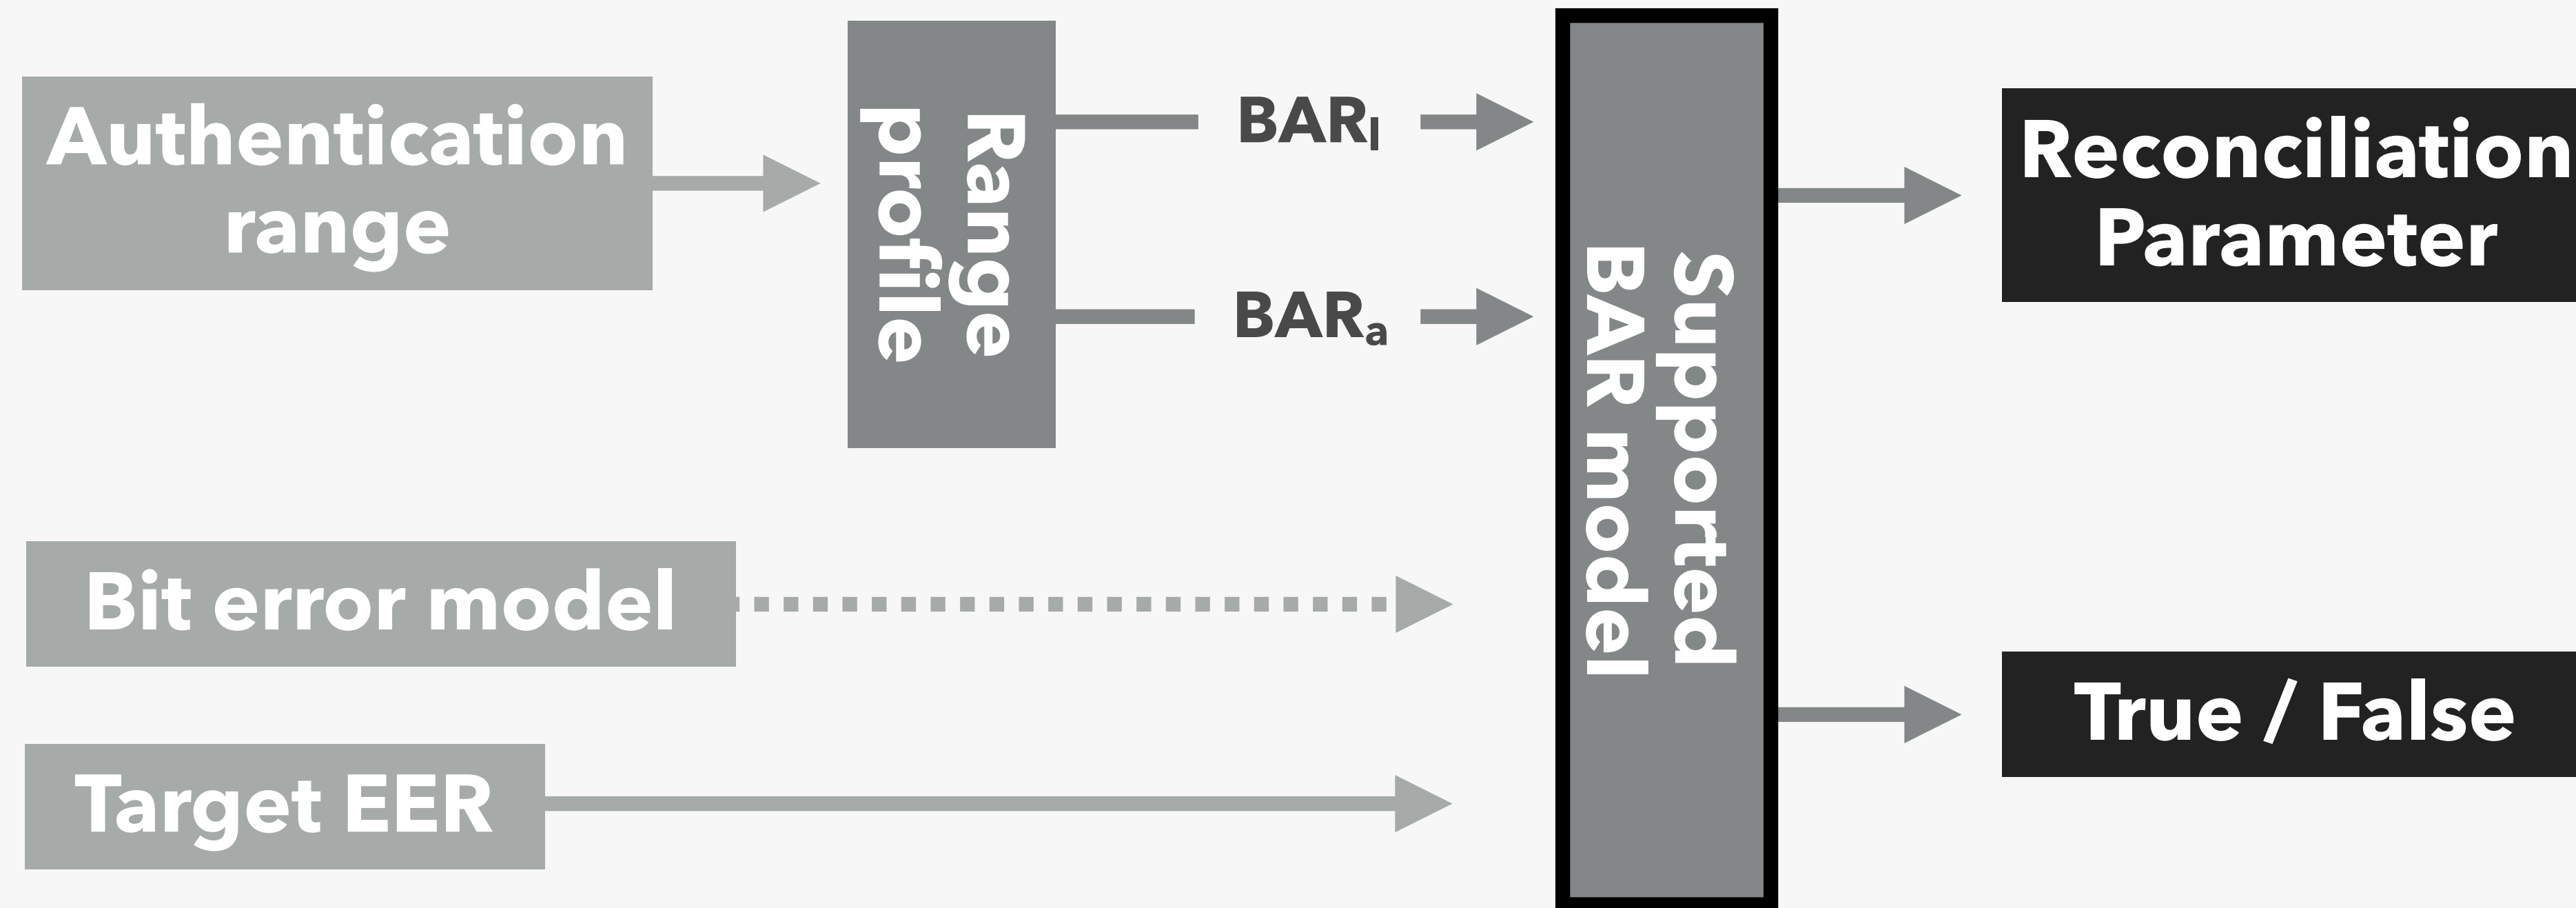 Authentication
range
Range
profile
BARl
BARa
Bit error model
Target EER
Supported
BAR model
Reconciliation
Parameter
True / False